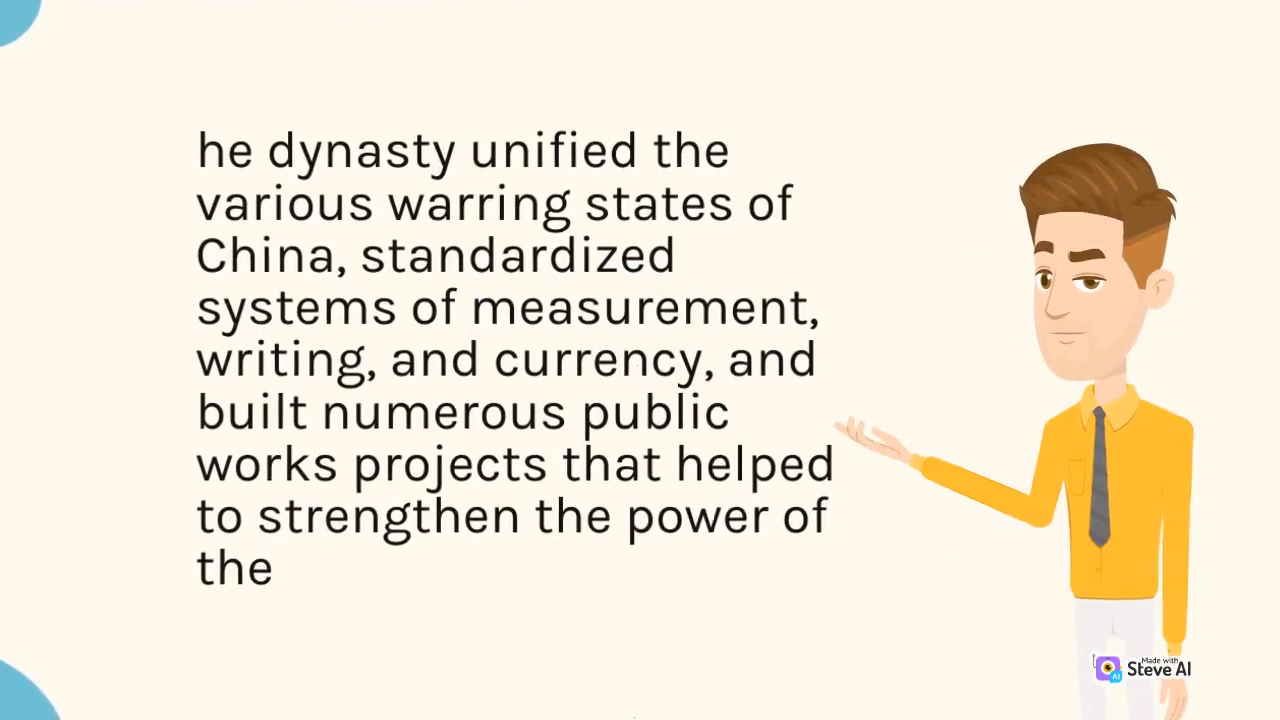 he dynasty unified the
various warring states of
China, standardized
systems of measurement,
writing, and currency, and
built numerous public
works projects that helped
to strengthen the power of
the
Made with
Steve AI
AI